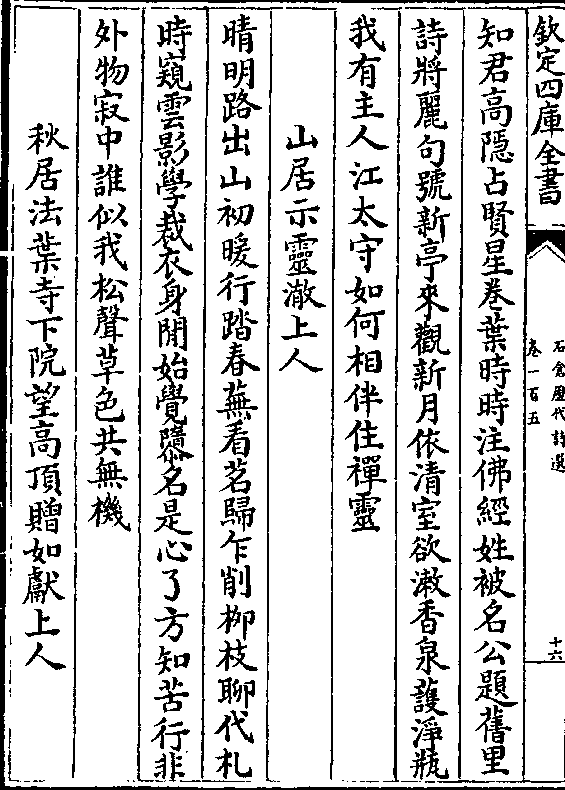 欽定四庫全書
石倉歷代詩選
卷一百五
十六
知君高隱占賢星卷葉時時注佛經姓被名公題舊里
詩將麗句號新亭來觀新月依清室欲潄香泉護淨瓶
我有主人江太守如何相伴住禪靈
山居示靈澈上人
晴明路出山初暖行踏春蕪看茗歸乍削柳枝聊代札
時窺雲影學裁衣身閒始覺隳名是心了方知苦行非
外物寂中誰似我松聲草色共無機
秋居法葉寺下院望高頂贈如獻上人